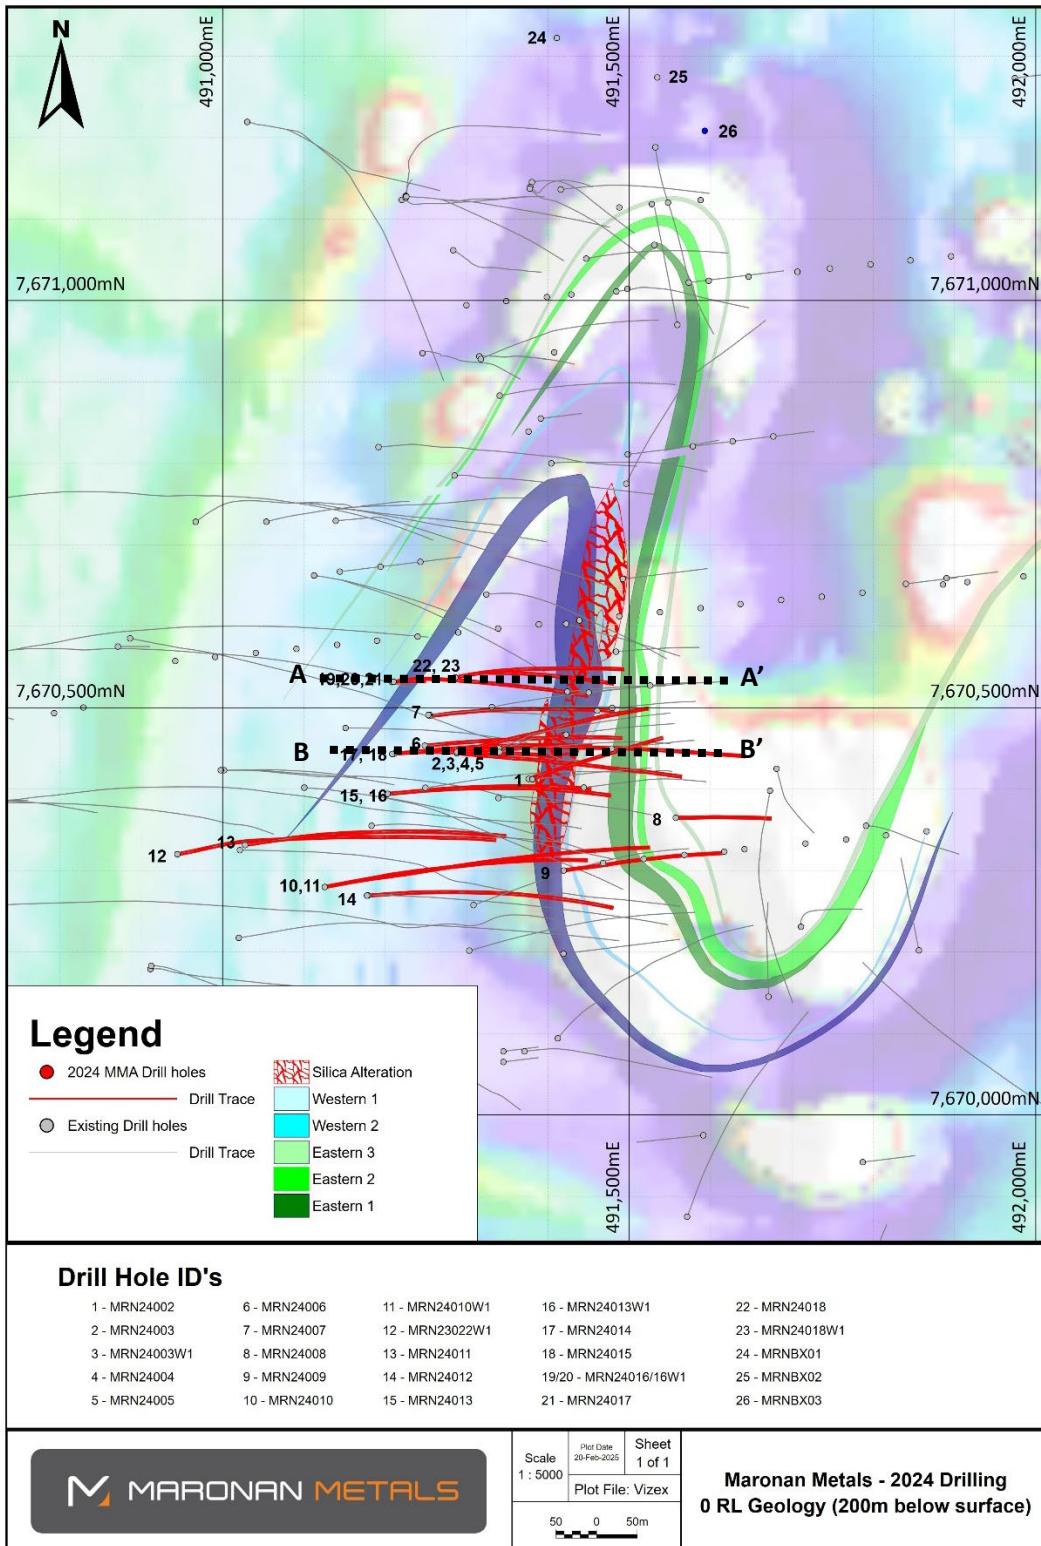 N
491,000mE
491,500mE
492,000mE
24
25
26
7,671,000mN
7,671,000mN
A
19,20,21
22, 23
A’
7,670,500mN
7,670,500mN
7
6
B
17, 18
2,3,4,5
B’
1
15, 16
8
13
12
9
10,11
14
7,670,000mN
491,500mE
492,000mE
Legend
2024 MMA Drill holes
Drill Trace
Existing Drill holes
Drill Trace
Silica Alteration
Western 1
Western 2
Eastern 3
Eastern 2
Eastern 1
Drill Hole ID's
1 - MRN24002
2 - MRN24003
3 - MRN24003W1
4 - MRN24004
5 - MRN24005
6 - MRN24006
7 - MRN24007
8 - MRN24008
9 - MRN24009
10 - MRN24010
11 - MRN24010W1
12 - MRN23022W1
13 - MRN24011
14 - MRN24012
15 - MRN24013
16 - MRN24013W1
17 - MRN24014
18 - MRN24015
19/20 - MRN24016/16W1
21 - MRN24017
22 - MRN24018
23 - MRN24018W1
24 - MRNBX01
25 - MRNBX02
26 - MRNBX03
MARONAN METALS
Scale
1 : 5000
Plot Date
20-Feb-2025
Sheet
1 of 1
Plot File: Vizex
50 0 50m
Maronan Metals - 2024 Drilling
0 RL Geology (200m below surface)